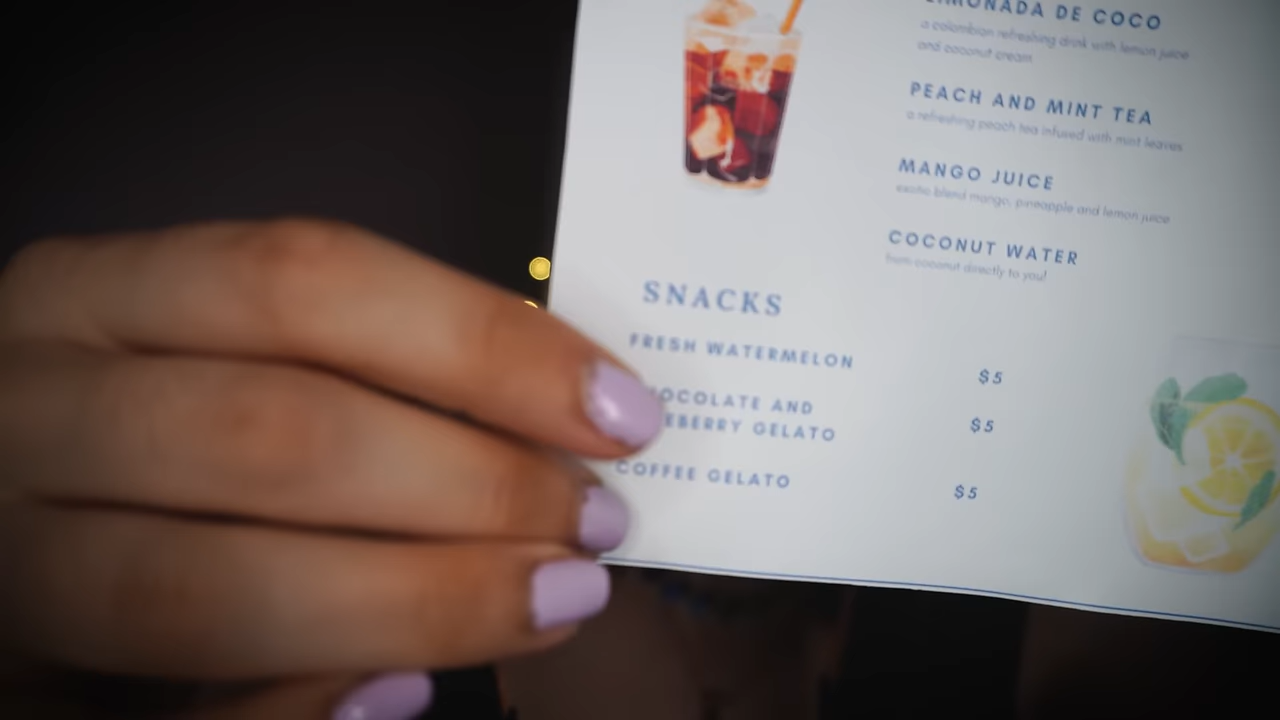 LIMONADA DE COCO
a colombian refreshing drink with lemon juice
and coconut cream
PEACH AND MINT TEA
a refreshing peach tea infused with mint leaves
MANGO JUICE
exotic blend mango, pineapple and lemon juice
COCONUT WATER
from coconut directly to you!
SNACKS
FRESH WATERMELON $5
OCOLATE AND
EBERRY GELATO $5
COFFEE GELATO $5